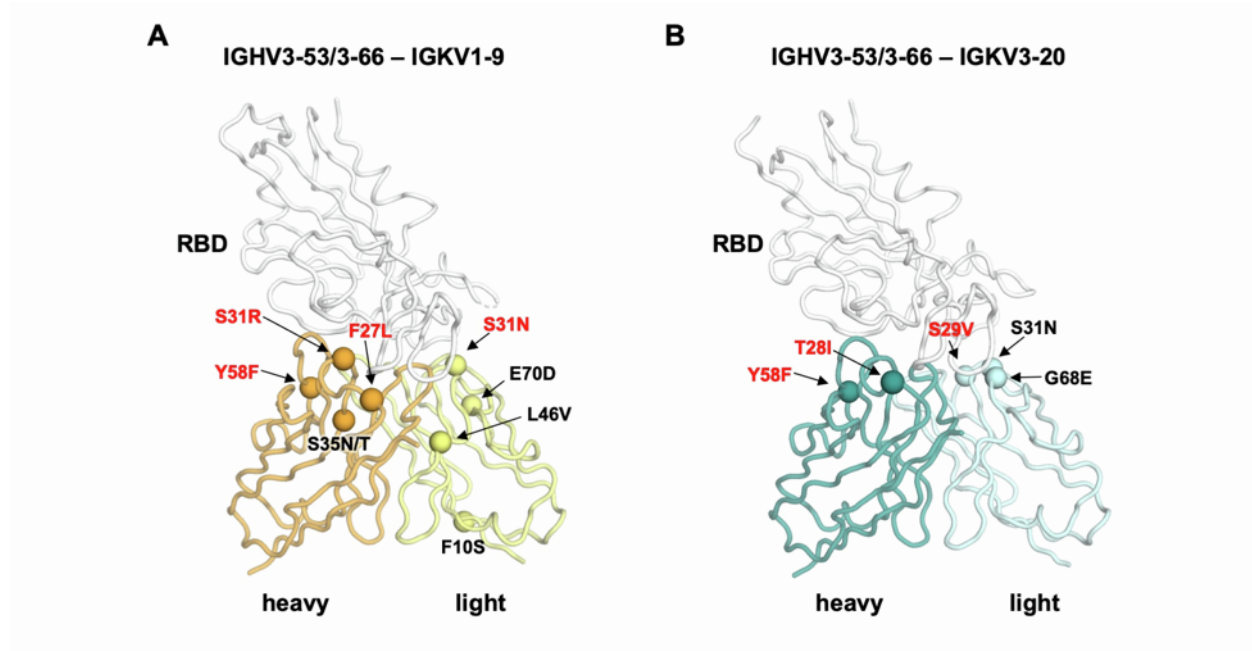 A
IGHV3-53/3-66 – IGKV1-9
RBD
S31R
F27L
S31N
Y58F
E70D
L46V
S35N/T
F10S
heavy
light
B
IGHV3-53/3-66 – IGKV3-20
RBD
S29V
S31N
T28I
Y58F
G68E
heavy
light